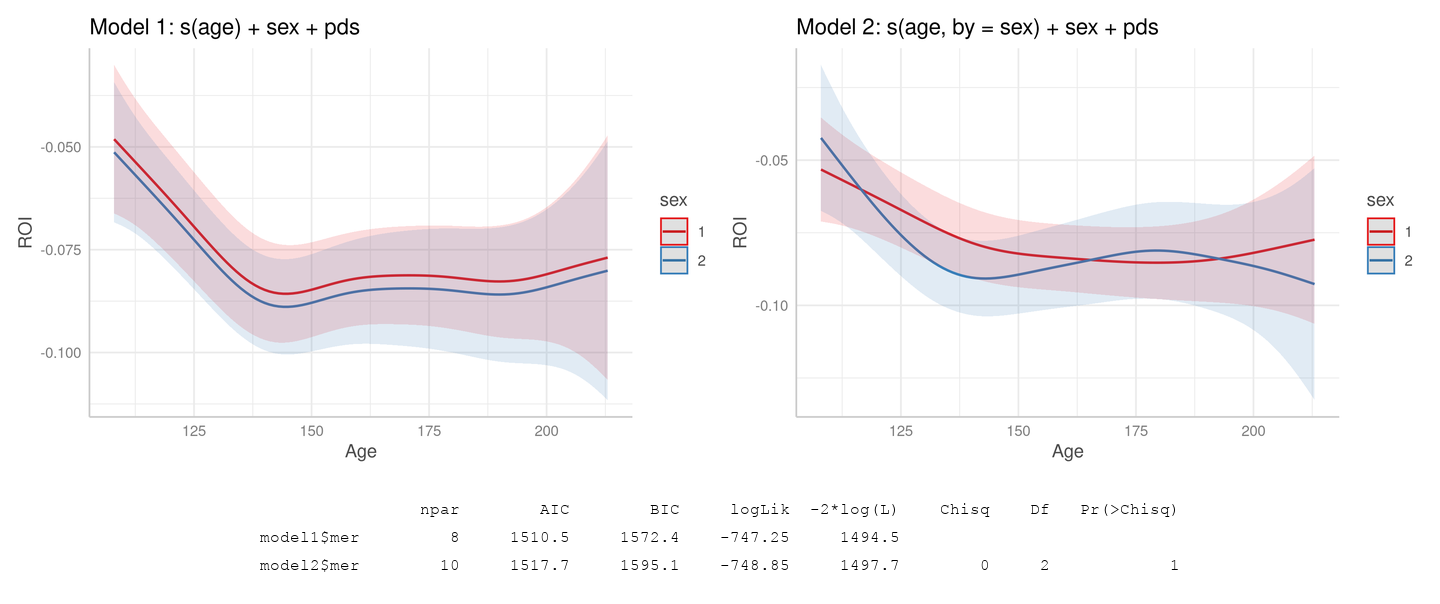 Model 1: s(age) + sex + pds
-0.050
-0.075
-0.100
ROI
125 150 175 200
Age
sex
1
2
Model 2: s(age, by = sex) + sex + pds
-0.05
-0.10
ROI
125 150 175 200
Age
sex
1
2
npar AIC BIC logLik -2*log(L) Chisq Df Pr(>Chisq)
model1$mer 8 1510.5 1572.4 -747.25 1494.5
model2$mer 10 1517.7 1595.1 -748.85 1497.7 0 2 1